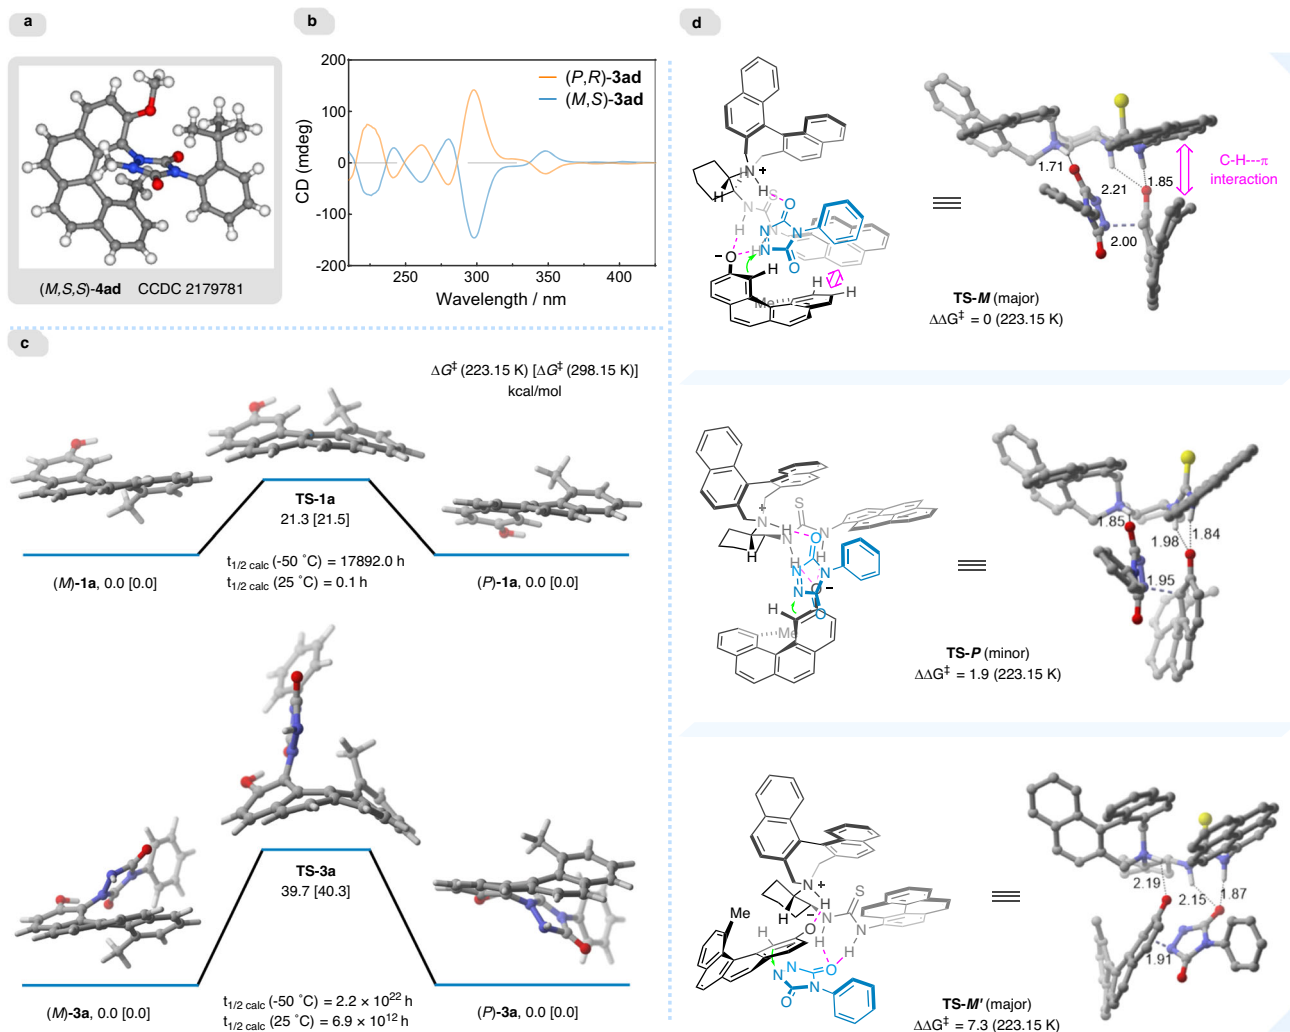 a
(M,S,S)-4ad CCDC 2179781
b
CD (mdeg)
200
100
0
-100
-200
(P,R)-3ad
(M,S)-3ad
250 300 350 400
Wavelength / nm
c
ΔG‡ (223.15 K) [ΔG‡ (298.15 K)]
kcal/mol
TS-1a
21.3 [21.5]
t1/2 calc (-50 ˚C) = 17892.0 h
t1/2 calc (25 ˚C) = 0.1 h
(M)-1a, 0.0 [0.0]
(P)-1a, 0.0 [0.0]
TS-3a
39.7 [40.3]
t1/2 calc (-50 ˚C) = 2.2 × 10²² h
t1/2 calc (25 ˚C) = 6.9 × 10¹² h
(M)-3a, 0.0 [0.0]
(P)-3a, 0.0 [0.0]
d
N
+
H
H
S
O
N
H
N
H
N
N
N
O
O
−
H
Me
H
H
1.71
2.21
1.85
2.00
C-H---π
interaction
TS-M (major)
ΔΔG‡ = 0 (223.15 K)
N
+
H
H
S
N
N
H
H
O
N
N
N
O
−
O
H
Me
1.85
1.98
1.84
1.95
TS-P (minor)
ΔΔG‡ = 1.9 (223.15 K)
N
+
H
H
S
−
N
H
N
H
Me
H
O
N
N
O
N
O
2.19
2.15
1.87
1.91
TS-M' (major)
ΔΔG‡ = 7.3 (223.15 K)